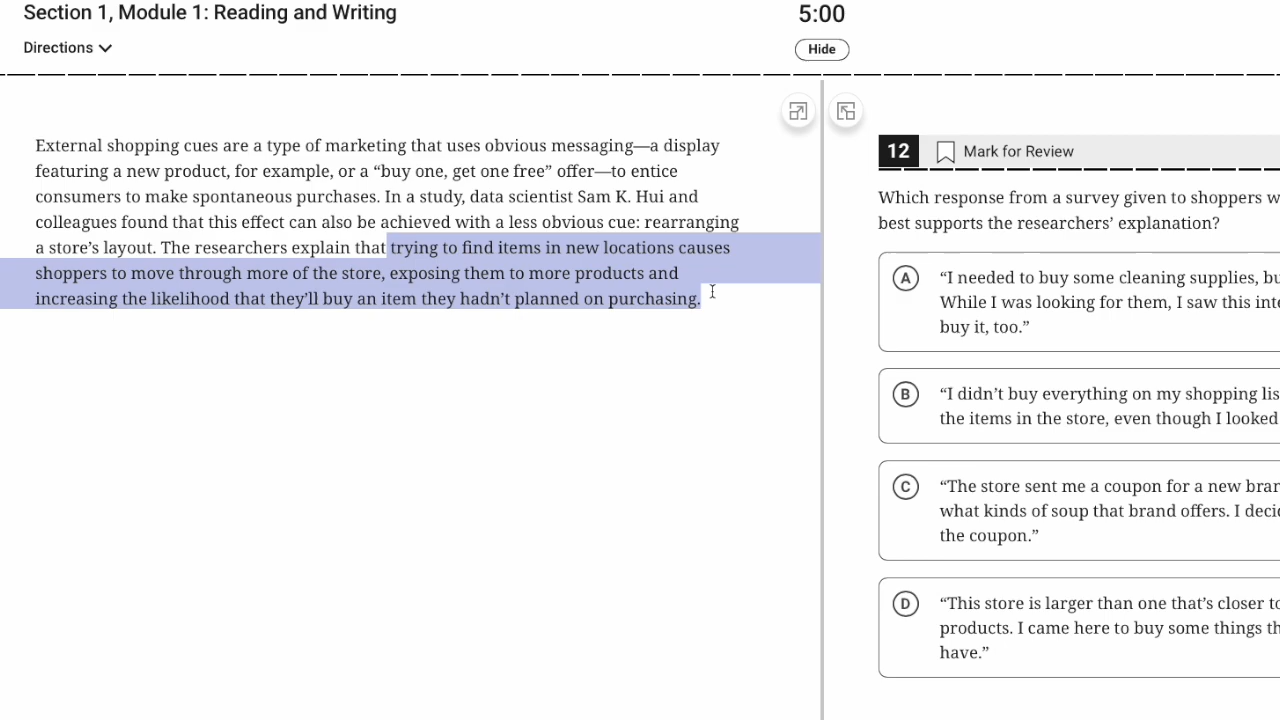 Section 1, Module 1: Reading and Writing
5:00
Directions
Hide
External shopping cues are a type of marketing that uses obvious messaging—a display
featuring a new product, for example, or a “buy one, get one free” offer—to entice
consumers to make spontaneous purchases. In a study, data scientist Sam K. Hui and
colleagues found that this effect can also be achieved with a less obvious cue: rearranging
a store’s layout. The researchers explain that trying to find items in new locations causes
shoppers to move through more of the store, exposing them to more products and
increasing the likelihood that they’ll buy an item they hadn’t planned on purchasing.
12
Mark for Review
Which response from a survey given to shoppers
best supports the researchers’ explanation?
A
“I needed to buy some cleaning supplies,
While I was looking for them, I saw this
buy it, too.”
B
“I didn’t buy everything on my shopping
the items in the store, even though I looked
C
“The store sent me a coupon for a new
what kinds of soup that brand offers. I
the coupon.”
D
“This store is larger than one that’s closer
products. I came here to buy some things
have.”